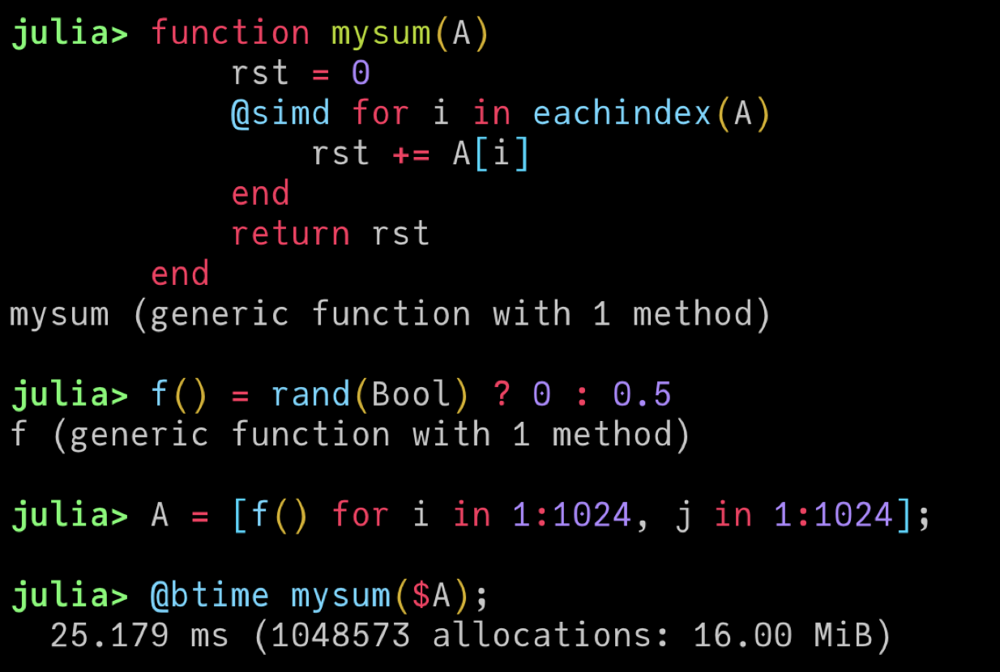 julia> function mysum(A)
           rst = 0
           @simd for i in eachindex(A)
               rst += A[i]
           end
           return rst
       end
mysum (generic function with 1 method)

julia> f() = rand(Bool) ? 0 : 0.5
f (generic function with 1 method)

julia> A = [f() for i in 1:1024, j in 1:1024];

julia> @btime mysum($A);
  25.179 ms (1048573 allocations: 16.00 MiB)